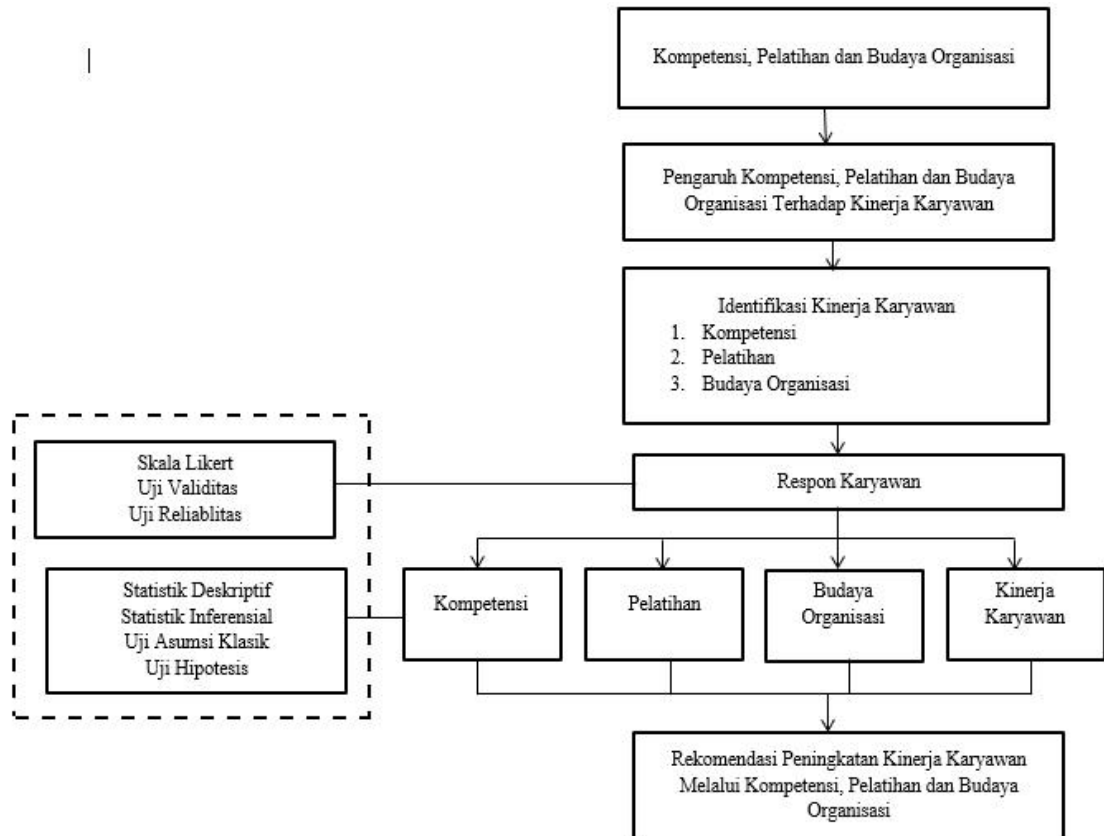 Kompetensi, Pelatihan dan Budaya Organisasi
Pengaruh Kompetensi, Pelatihan dan Budaya
Organisasi Terhadap Kinerja Karyawan
Identifikasi Kinerja Karyawan
1. Kompetensi
2. Pelatihan
3. Budaya Organisasi
Skala Likert
Uji Validitas
Uji Reliablitas
Respon Karyawan
Statistik Deskriptif
Statistik Inferensial
Uji Asumsi Klasik
Uji Hipotesis
Kompetensi
Pelatihan
Budaya
Organisasi
Kinerja
Karyawan
Rekomendasi Peningkatan Kinerja Karyawan
Melalui Kompetensi, Pelatihan dan Budaya
Organisasi